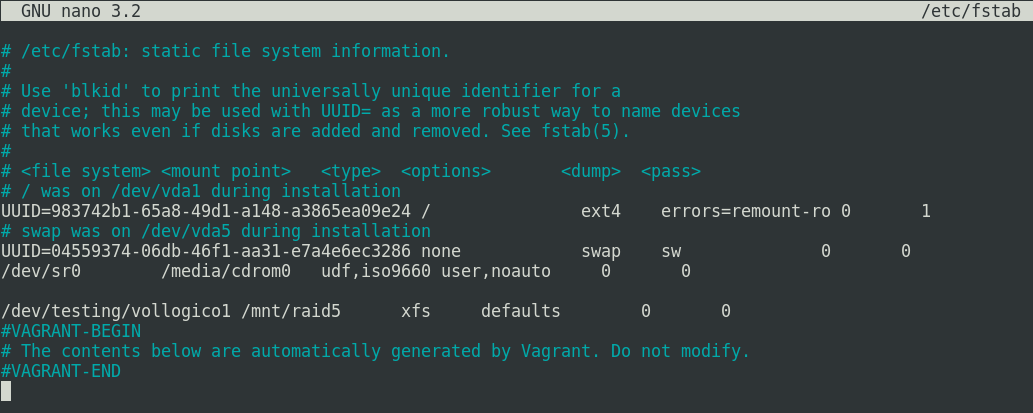 GNU nano 3.2 /etc/fstab
# /etc/fstab: static file system information.
#
# Use 'blkid' to print the universally unique identifier for a
# device; this may be used with UUID= as a more robust way to name devices
# that works even if disks are added and removed. See fstab(5).
#
# <file system> <mount point>   <type>  <options>       <dump>  <pass>
# / was on /dev/vda1 during installation
UUID=983742b1-65a8-49d1-a148-a3865ea09e24 /               ext4    errors=remount-ro 0       1
# swap was on /dev/vda5 during installation
UUID=04559374-06db-46f1-aa31-e7a4e6ec3286 none            swap    sw              0       0
/dev/sr0        /media/cdrom0   udf,iso9660 user,noauto     0       0
/dev/testing/vollogico1 /mnt/raid5      xfs     defaults        0       0
#VAGRANT-BEGIN
# The contents below are automatically generated by Vagrant. Do not modify.
#VAGRANT-END